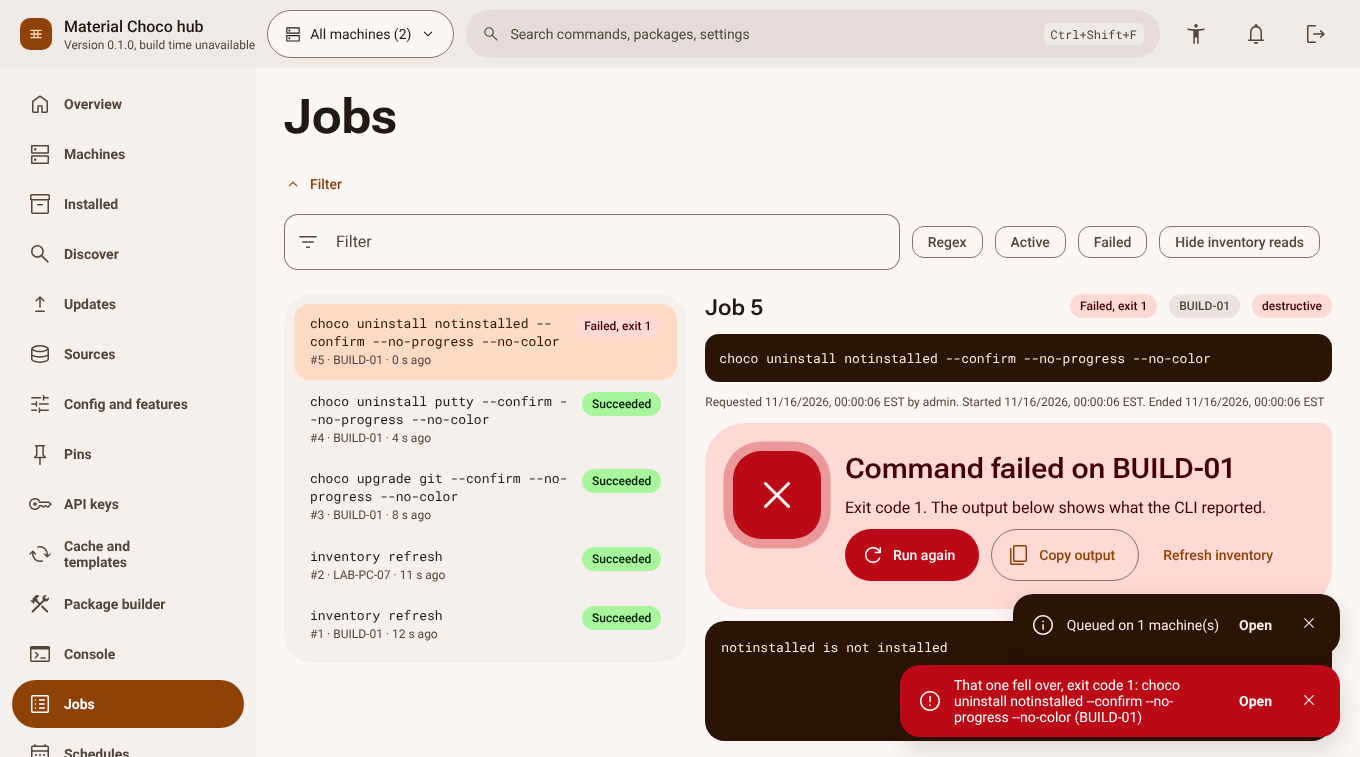 Material Choco hub
Version 0.1.0, build time unavailable
All machines (2)
Search commands, packages, settings
Ctrl+Shift+F
Overview
Machines
Installed
Discover
Updates
Sources
Config and features
Pins
API keys
Cache and
templates
Package builder
Console
Jobs
Schedules
Jobs
Filter
Filter
Regex
Active
Failed
Hide inventory reads
choco uninstall notinstalled --
confirm --no-progress --no-color
Failed, exit 1
#5 · BUILD-01 · 0 s ago
choco uninstall putty --confirm -
-no-progress --no-color
Succeeded
#4 · BUILD-01 · 4 s ago
choco upgrade git --confirm --no-
progress --no-color
Succeeded
#3 · BUILD-01 · 8 s ago
inventory refresh
Succeeded
#2 · LAB-PC-07 · 11 s ago
inventory refresh
Succeeded
#1 · BUILD-01 · 12 s ago
Job 5
Failed, exit 1
BUILD-01
destructive
choco uninstall notinstalled --confirm --no-progress --no-color
Requested 11/16/2026, 00:00:06 EST by admin. Started 11/16/2026, 00:00:06 EST. Ended 11/16/2026, 00:00:06 EST
Command failed on BUILD-01
Exit code 1. The output below shows what the CLI reported.
Run again
Copy output
Refresh inventory
notinstalled is not installed
Queued on 1 machine(s)
Open
That one fell over, exit code 1: choco
uninstall notinstalled --confirm --no-
progress --no-color (BUILD-01)
Open